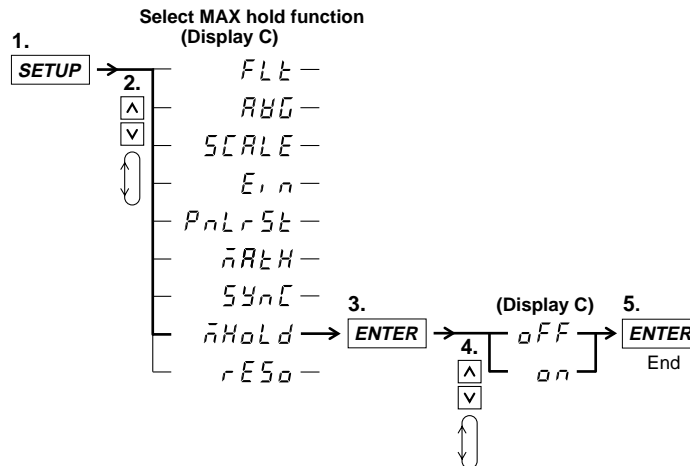 Select MAX hold function
(Display C)
1.
SETUP
2.
FLt
AVG
SCALE
Ein
PnLrSt
mAtH
SYnC
mHoLd
rESo
3.
ENTER
4.
(Display C)
oFF
on
5.
ENTER
End